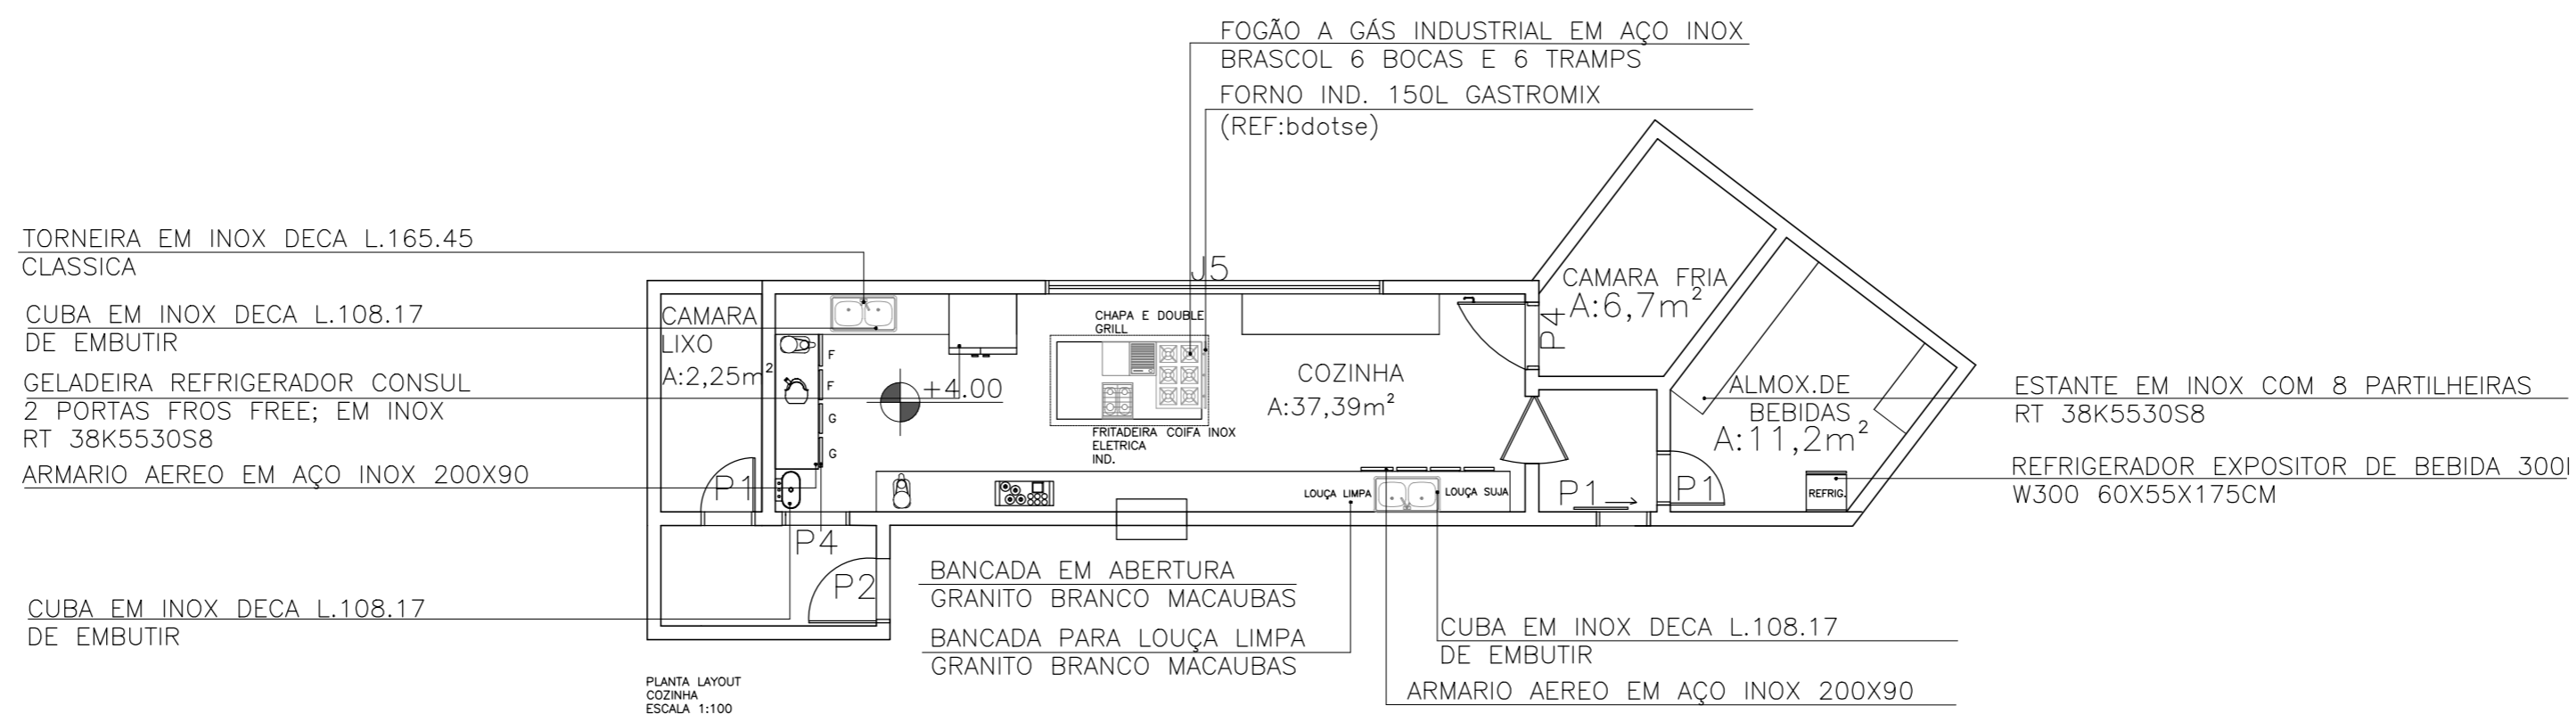 FOGÃO A GÁS INDUSTRIAL EM AÇO INOX
BRASCOL 6 BOCAS E 6 TRAMPS
FORNO IND. 150L GASTROMIX
(REF:bdotse)
TORNEIRA EM INOX DECA L.165.45
CLASSICA
CUBA EM INOX DECA L.108.17
DE EMBUTIR
GELADEIRA REFRIGERADOR CONSUL
2 PORTAS FROS FREE; EM INOX
RT 38K5530S8
ARMARIO AEREO EM AÇO INOX 200X90
CUBA EM INOX DECA L.108.17
DE EMBUTIR
CAMARA
LIXO
A:2,25m²
P1
F
F
G
G
+4.00
P4
P2
J5
CHAPA E DOUBLE
GRILL
FRITADEIRA COIFA INOX
ELETRICA
IND.
COZINHA
A:37,39m²
LOUÇA LIMPA
LOUÇA SUJA
P4
CAMARA FRIA
A:6,7m²
P1
P1
ALMOX.DE
BEBIDAS
A:11,2m²
REFRIG.
ESTANTE EM INOX COM 8 PARTILHEIRAS
RT 38K5530S8
REFRIGERADOR EXPOSITOR DE BEBIDA 300l
W300 60X55X175CM
BANCADA EM ABERTURA
GRANITO BRANCO MACAUBAS
BANCADA PARA LOUÇA LIMPA
GRANITO BRANCO MACAUBAS
CUBA EM INOX DECA L.108.17
DE EMBUTIR
ARMARIO AEREO EM AÇO INOX 200X90
PLANTA LAYOUT
COZINHA
ESCALA 1:100